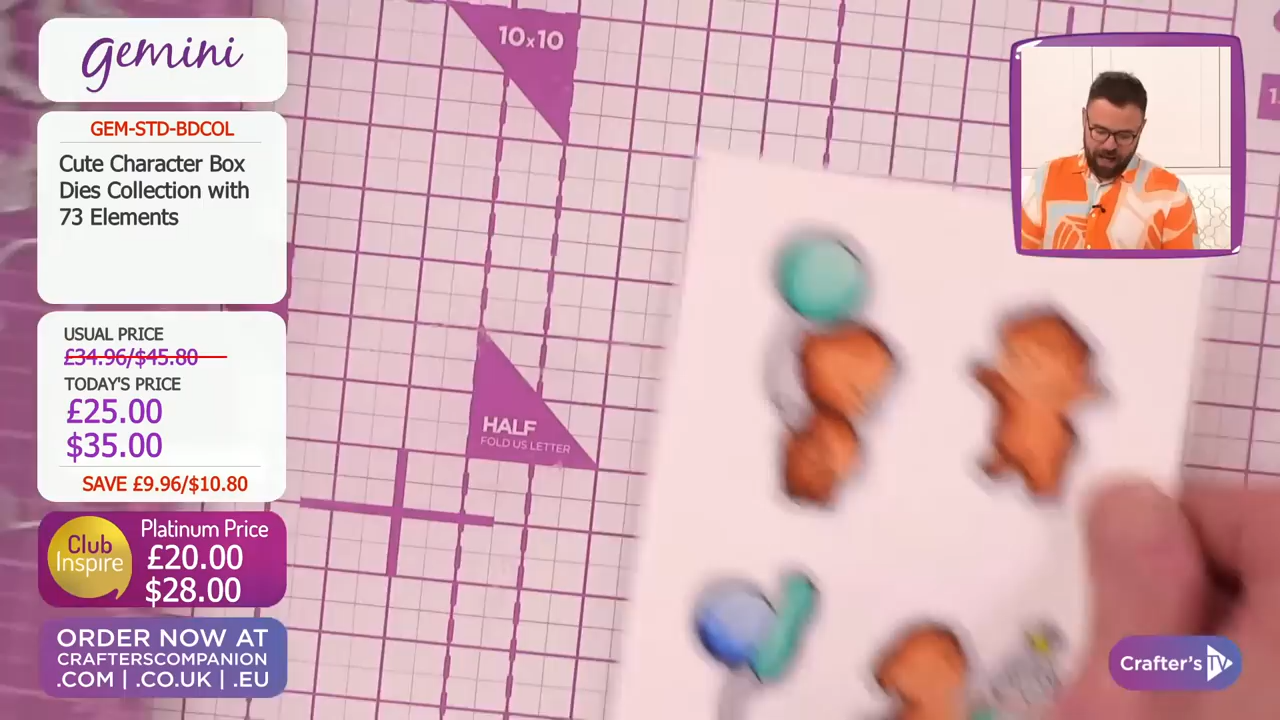 gemini
GEM-STD-BDCOL
Cute Character Box
Dies Collection with
73 Elements
USUAL PRICE
£34.96/$45.80
TODAY'S PRICE
£25.00
$35.00
SAVE £9.96/$10.80
Club
Inspire
Platinum Price
£20.00
$28.00
ORDER NOW AT
CRAFTERSCOMPANION
.COM | .CO.UK | .EU
10x10
HALF
FOLD US LETTER
Crafter's TV